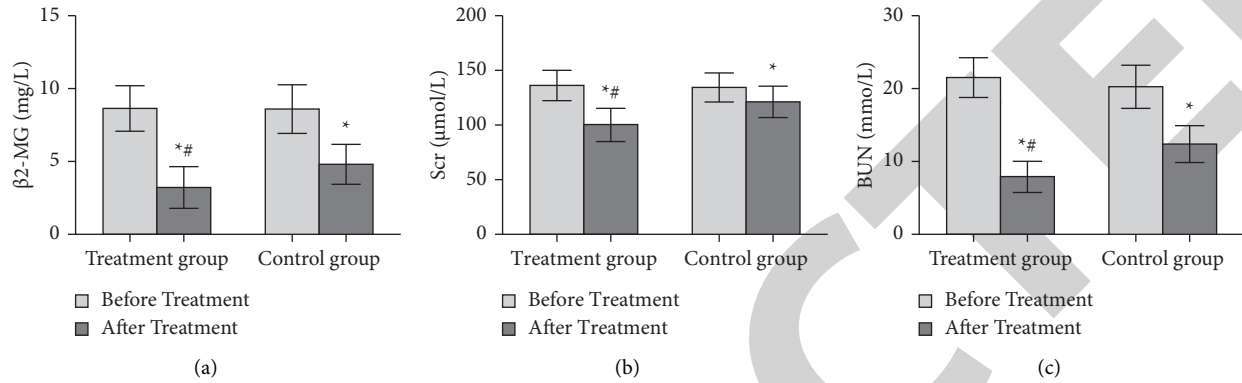 15
10
5
0
β2-MG (mg/L)
*#
*
Treatment group
Control group
Before Treatment
After Treatment
(a)
200
150
100
50
0
Scr (μmol/L)
*#
*
Treatment group
Control group
Before Treatment
After Treatment
(b)
30
20
10
0
BUN (mmo/L)
*#
*
Treatment group
Control group
Before Treatment
After Treatment
(c)
CTE